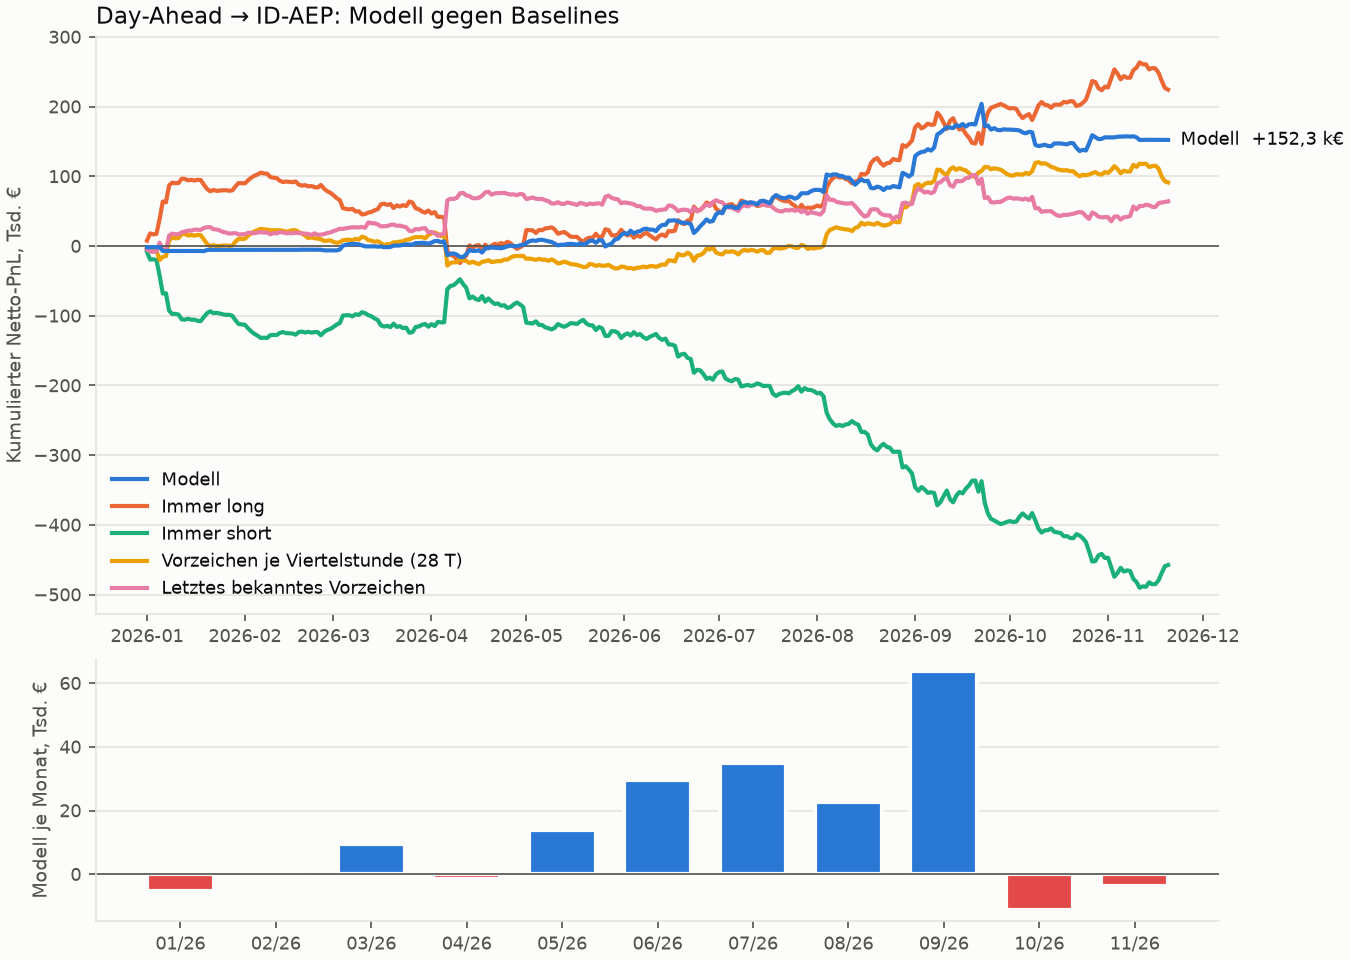 Day-Ahead → ID-AEP: Modell gegen Baselines
Kumulierter Netto-PnL, Tsd. €
300
200
100
0
−100
−200
−300
−400
−500
Modell +152,3 k€
Modell
Immer long
Immer short
Vorzeichen je Viertelstunde (28 T)
Letztes bekanntes Vorzeichen
2026-01 2026-02 2026-03 2026-04 2026-05 2026-06 2026-07 2026-08 2026-09 2026-10 2026-11 2026-12
Modell je Monat, Tsd. €
60
40
20
0
01/26 02/26 03/26 04/26 05/26 06/26 07/26 08/26 09/26 10/26 11/26